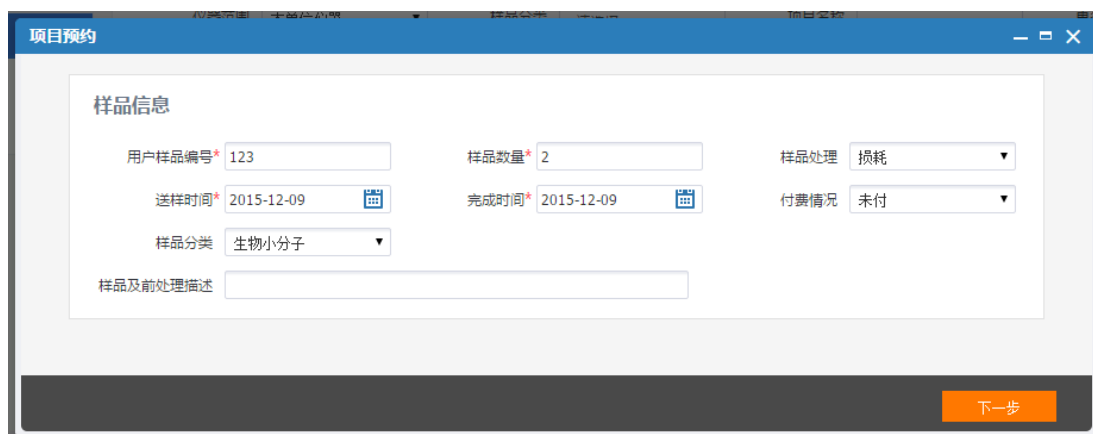 项目预约
样品信息
用户样品编号* 123 样品数量* 2 样品处理 损耗
送样时间* 2015-12-09 完成时间* 2015-12-09 付费情况 未付
样品分类 生物小分子
样品及前处理描述
下一步